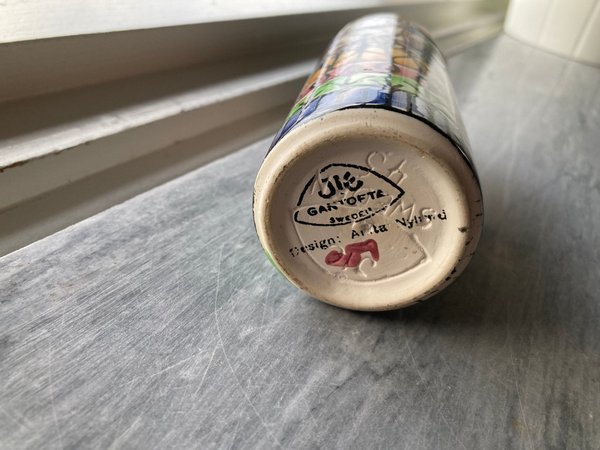 JIE
GANTOFTA
SWEDEN
Design: Anita Nylund